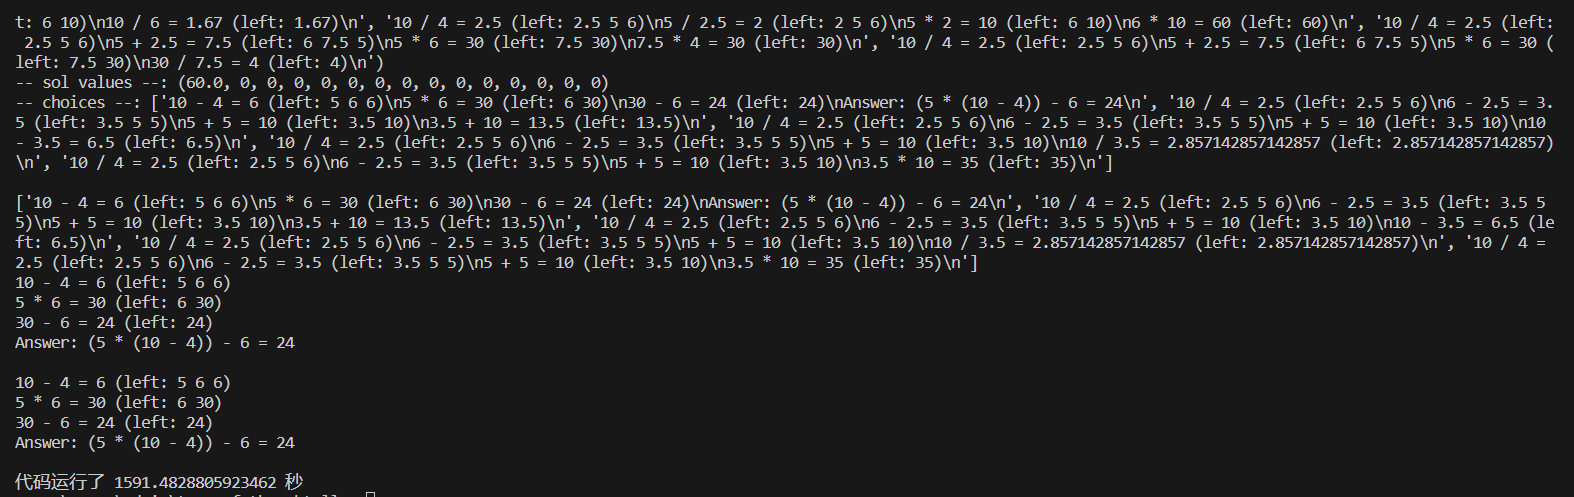 t: 6 10)\n10 / 6 = 1.67 (left: 1.67)\n', '10 / 4 = 2.5 (left: 2.5 5 6)\n5 / 2.5 = 2 (left: 2 5 6)\n5 * 2 = 10 (left: 6 10)\n6 * 10 = 60 (left: 60)\n', '10 / 4 = 2.5 (left:
2.5 5 6)\n5 + 2.5 = 7.5 (left: 6 7.5 5)\n5 * 6 = 30 (left: 7.5 30)\n7.5 * 4 = 30 (left: 30)\n', '10 / 4 = 2.5 (left: 2.5 5 6)\n5 + 2.5 = 7.5 (left: 6 7.5 5)\n5 * 6 = 30 (
left: 7.5 30)\n30 / 7.5 = 4 (left: 4)\n')
-- sol values --: (60.0, 0, 0, 0, 0, 0, 0, 0, 0, 0, 0, 0, 0, 0, 0)
-- choices --: ['10 - 4 = 6 (left: 5 6 6)\n5 * 6 = 30 (left: 6 30)\n30 - 6 = 24 (left: 24)\nAnswer: (5 * (10 - 4)) - 6 = 24\n', '10 / 4 = 2.5 (left: 2.5 5 6)\n6 - 2.5 = 3.
5 (left: 3.5 5 5)\n5 + 5 = 10 (left: 3.5 10)\n3.5 + 10 = 13.5 (left: 13.5)\n', '10 / 4 = 2.5 (left: 2.5 5 6)\n6 - 2.5 = 3.5 (left: 3.5 5 5)\n5 + 5 = 10 (left: 3.5 10)\n10
- 3.5 = 6.5 (left: 6.5)\n', '10 / 4 = 2.5 (left: 2.5 5 6)\n6 - 2.5 = 3.5 (left: 3.5 5 5)\n5 + 5 = 10 (left: 3.5 10)\n10 / 3.5 = 2.857142857142857 (left: 2.857142857142857)
\n', '10 / 4 = 2.5 (left: 2.5 5 6)\n6 - 2.5 = 3.5 (left: 3.5 5 5)\n5 + 5 = 10 (left: 3.5 10)\n3.5 * 10 = 35 (left: 35)\n']
['10 - 4 = 6 (left: 5 6 6)\n5 * 6 = 30 (left: 6 30)\n30 - 6 = 24 (left: 24)\nAnswer: (5 * (10 - 4)) - 6 = 24\n', '10 / 4 = 2.5 (left: 2.5 5 6)\n6 - 2.5 = 3.5 (left: 3.5 5
5)\n5 + 5 = 10 (left: 3.5 10)\n3.5 + 10 = 13.5 (left: 13.5)\n', '10 / 4 = 2.5 (left: 2.5 5 6)\n6 - 2.5 = 3.5 (left: 3.5 5 5)\n5 + 5 = 10 (left: 3.5 10)\n10 - 3.5 = 6.5 (le
ft: 6.5)\n', '10 / 4 = 2.5 (left: 2.5 5 6)\n6 - 2.5 = 3.5 (left: 3.5 5 5)\n5 + 5 = 10 (left: 3.5 10)\n10 / 3.5 = 2.857142857142857 (left: 2.857142857142857)\n', '10 / 4 =
2.5 (left: 2.5 5 6)\n6 - 2.5 = 3.5 (left: 3.5 5 5)\n5 + 5 = 10 (left: 3.5 10)\n3.5 * 10 = 35 (left: 35)\n']
10 - 4 = 6 (left: 5 6 6)
5 * 6 = 30 (left: 6 30)
30 - 6 = 24 (left: 24)
Answer: (5 * (10 - 4)) - 6 = 24
10 - 4 = 6 (left: 5 6 6)
5 * 6 = 30 (left: 6 30)
30 - 6 = 24 (left: 24)
Answer: (5 * (10 - 4)) - 6 = 24
代码运行了 1591.4828805923462 秒